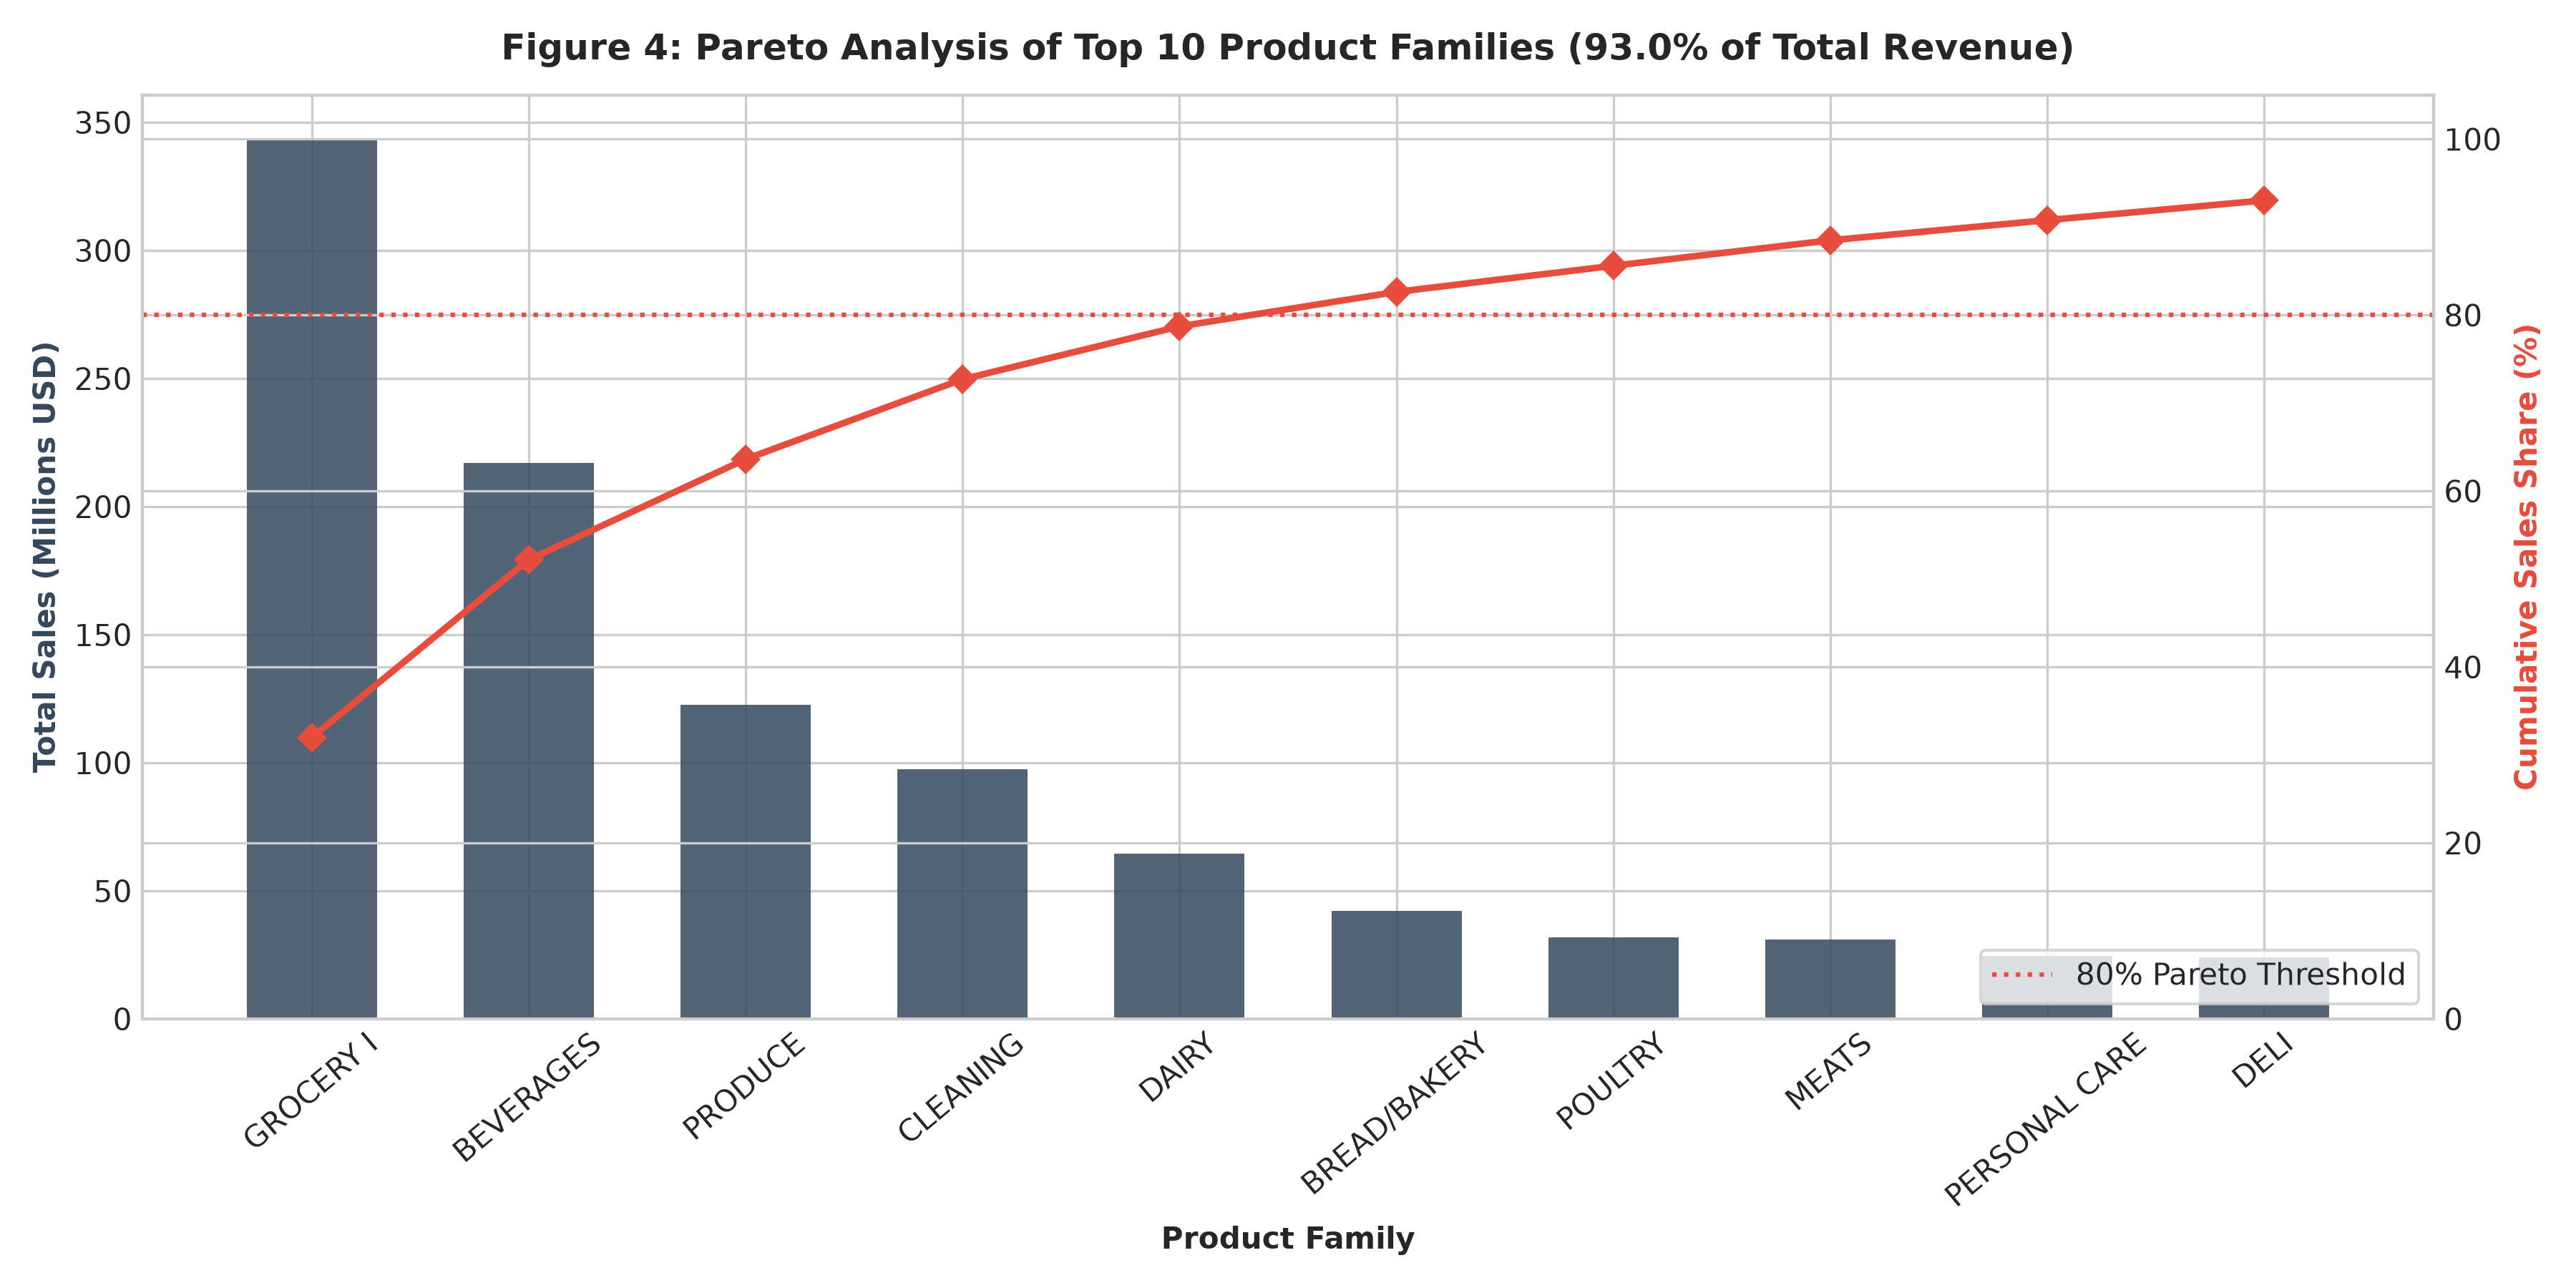 Figure 4: Pareto Analysis of Top 10 Product Families (93.0% of Total Revenue)
Total Sales (Millions USD)
350
300
250
200
150
100
50
0
100
80
60
40
20
0
Cumulative Sales Share (%)
80% Pareto Threshold
GROCERY I
BEVERAGES
PRODUCE
CLEANING
DAIRY
BREAD/BAKERY
POULTRY
MEATS
PERSONAL CARE
DELI
Product Family